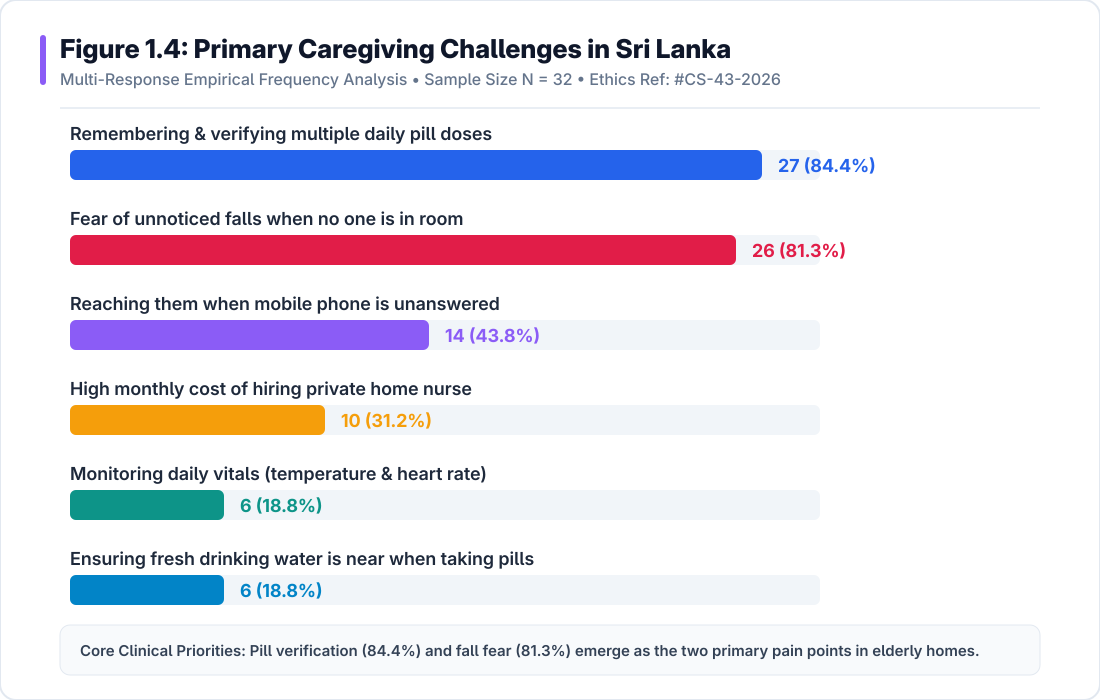 Figure 1.4: Primary Caregiving Challenges in Sri Lanka
Multi-Response Empirical Frequency Analysis • Sample Size N = 32 • Ethics Ref: #CS-43-2026
Remembering & verifying multiple daily pill doses
27 (84.4%)
Fear of unnoticed falls when no one is in room
26 (81.3%)
Reaching them when mobile phone is unanswered
14 (43.8%)
High monthly cost of hiring private home nurse
10 (31.2%)
Monitoring daily vitals (temperature & heart rate)
6 (18.8%)
Ensuring fresh drinking water is near when taking pills
6 (18.8%)
Core Clinical Priorities: Pill verification (84.4%) and fall fear (81.3%) emerge as the two primary pain points in elderly homes.